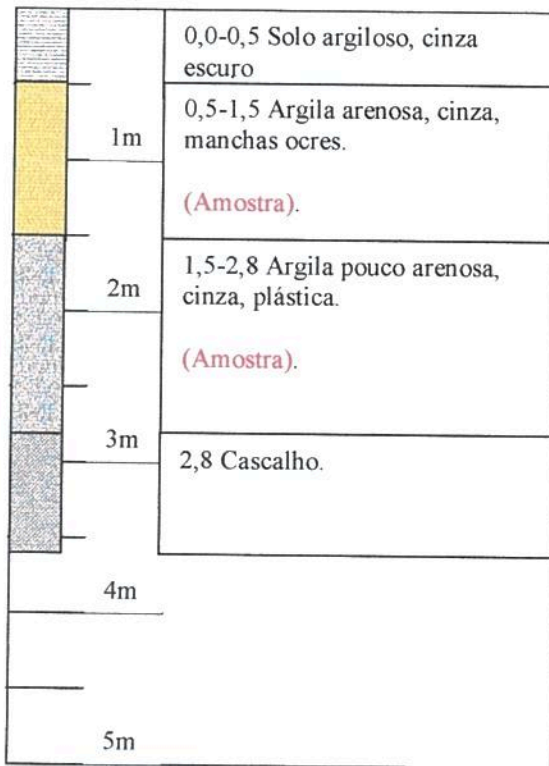 0,0-0,5 Solo argiloso, cinza
escuro
0,5-1,5 Argila arenosa, cinza,
manchas ocres.
(Amostra).
1m
1,5-2,8 Argila pouco arenosa,
cinza, plástica.
(Amostra).
2m
3m
2,8 Cascalho.
4m
5m